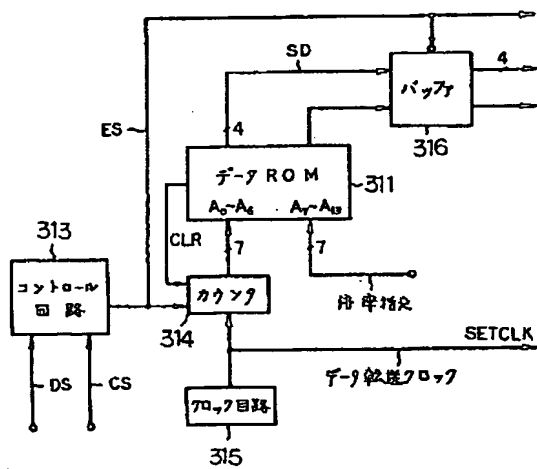 SD
4
ES
バッファ
316
4
データROM
A₀~A₆ A₇~A₁₃
311
313
CLR
7
7
コントロール
回路
カウンタ
314
倍率指定
SETCLK
データ転送クロック
DS
CS
クロック回路
315